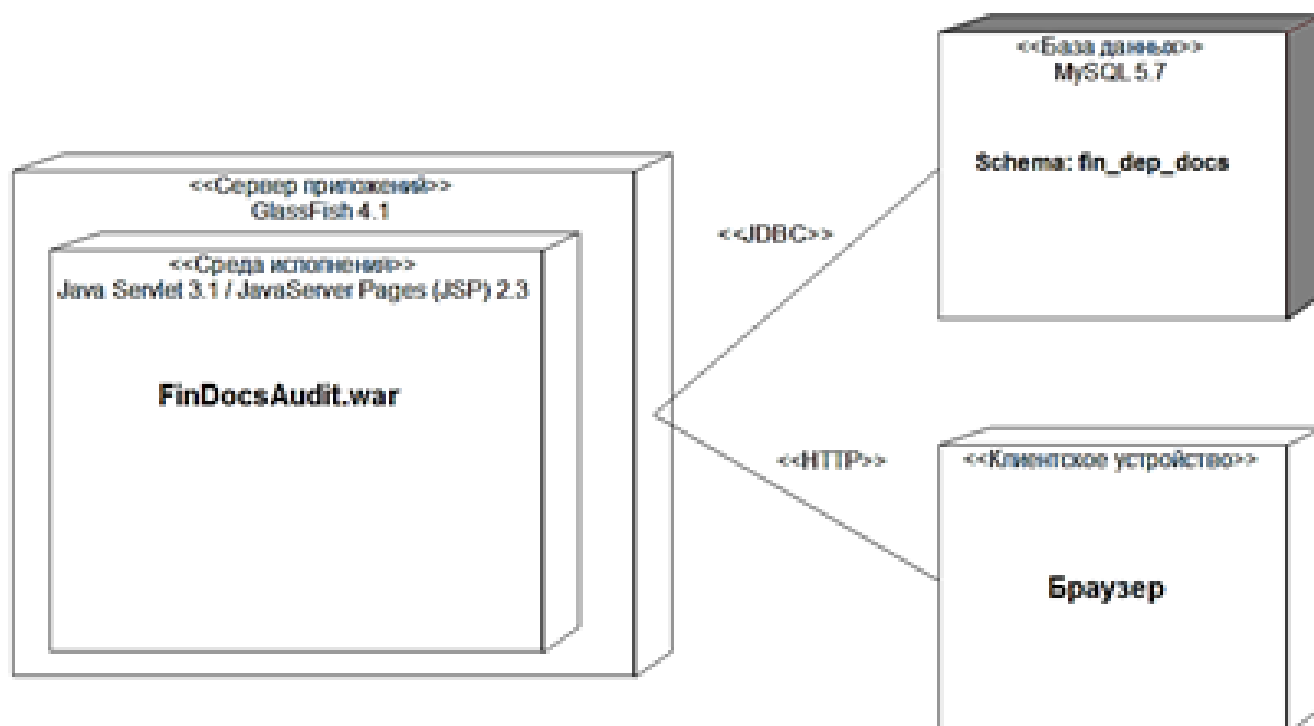 <<Сервер приложений>>
GlassFish 4.1
<<Среда исполнения>>
Java Servlet 3.1 / JavaServer Pages (JSP) 2.3
FinDocsAudit.war
<<JDBC>>
<<HTTP>>
<<База данных>>
MySQL 5.7
Schema: fin_dep_docs
<<Клиентское устройство>>
Браузер